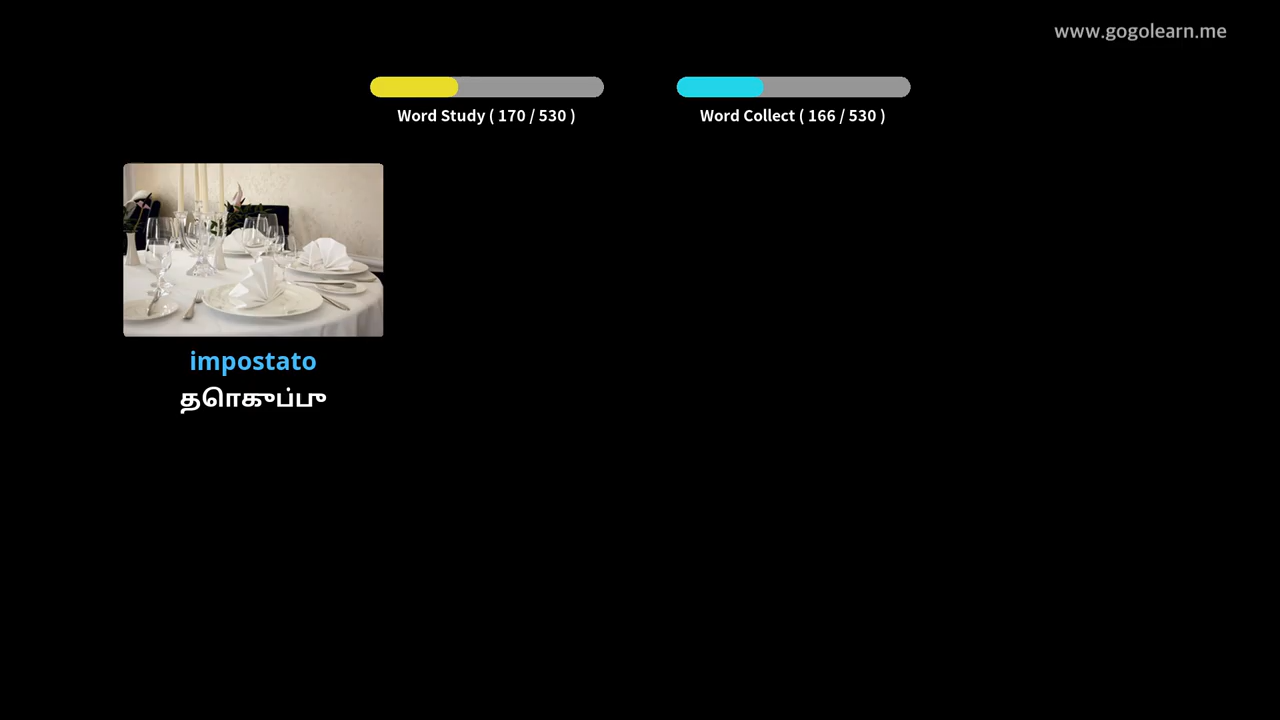 www.gogolearn.me
Word Study ( 170 / 530 )
Word Collect ( 166 / 530 )
impostato
தொகுப்பு